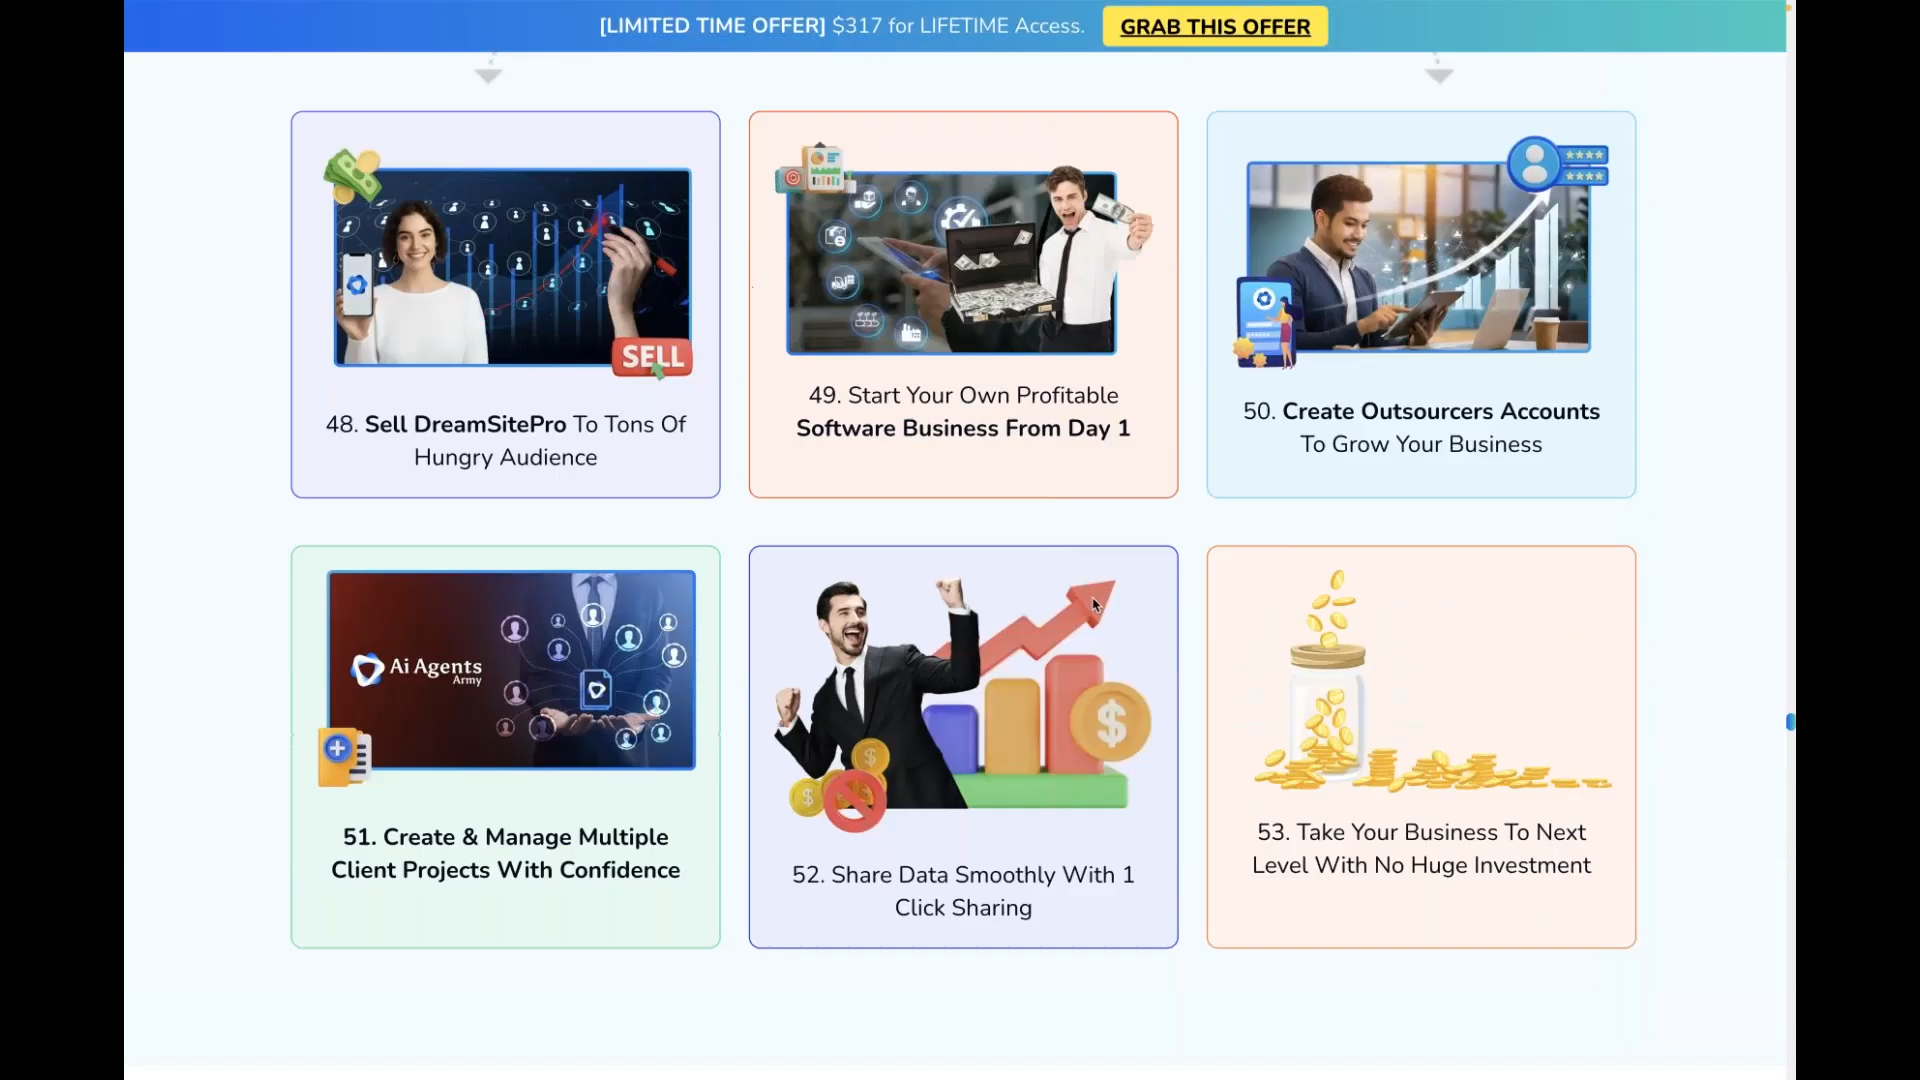 [LIMITED TIME OFFER] $317 for LIFETIME Access. GRAB THIS OFFER
SELL
48. Sell DreamSitePro To Tons Of
Hungry Audience
49. Start Your Own Profitable
Software Business From Day 1
50. Create Outsourcers Accounts
To Grow Your Business
Ai Agents
Army
51. Create & Manage Multiple
Client Projects With Confidence
52. Share Data Smoothly With 1
Click Sharing
53. Take Your Business To Next
Level With No Huge Investment